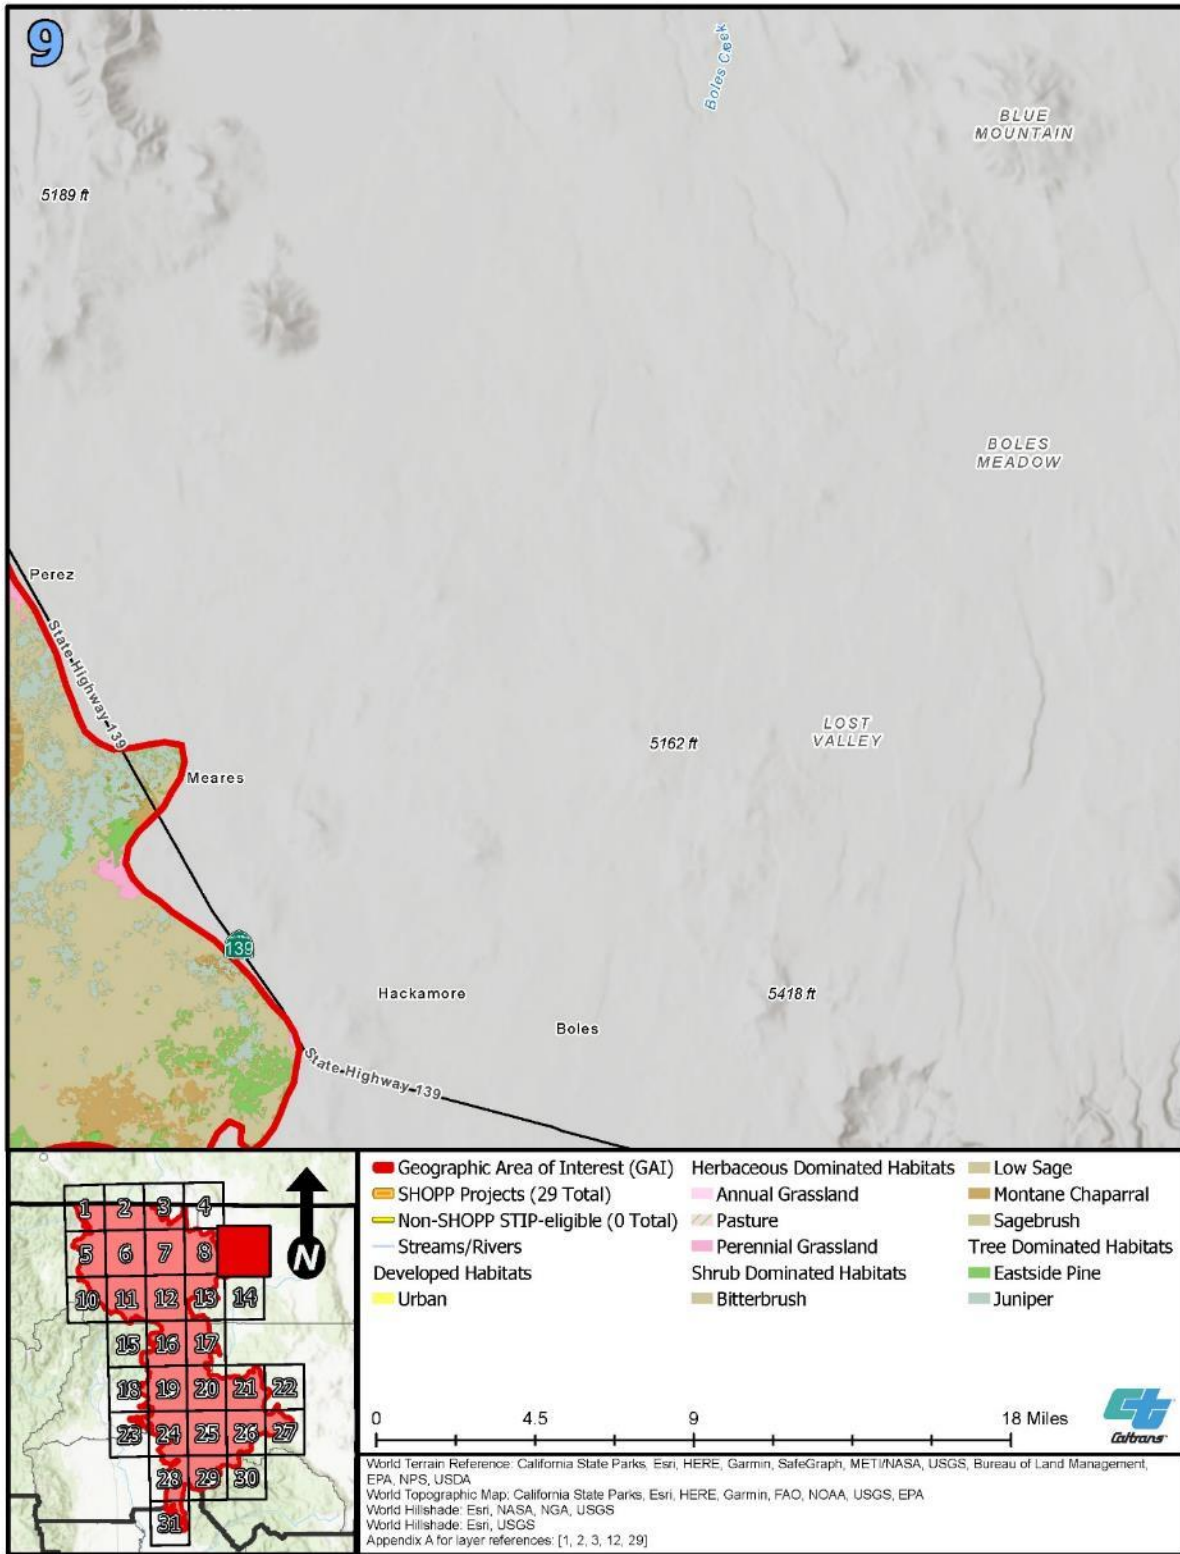 9
Boles Creek
BLUE
MOUNTAIN
5189 ft
BOLES
MEADOW
Perez
State Highway 139
LOST
VALLEY
5162 ft
Meares
139
Hackamore
5418 ft
Boles
State Highway 139
1 2 3 4
5 6 7 8
10 11 12 13 14
15 16 17
18 19 20 21 22
23 24 25 26 27
28 29 30
31
N
Geographic Area of Interest (GAI)
SHOPP Projects (29 Total)
Non-SHOPP STIP-eligible (0 Total)
Streams/Rivers
Developed Habitats
Urban
Herbaceous Dominated Habitats
Annual Grassland
Pasture
Perennial Grassland
Shrub Dominated Habitats
Bitterbrush
Low Sage
Montane Chaparral
Sagebrush
Tree Dominated Habitats
Eastside Pine
Juniper
0 4.5 9 18 Miles
Caltrans
World Terrain Reference: California State Parks, Esri, HERE, Garmin, SafeGraph, METI/NASA, USGS, Bureau of Land Management,
EPA, NPS, USDA
World Topographic Map: California State Parks, Esri, HERE, Garmin, FAO, NOAA, USGS, EPA
World Hillshade: Esri, NASA, NGA, USGS
World Hillshade: Esri, USGS
Appendix A for layer references: [1, 2, 3, 12, 29]